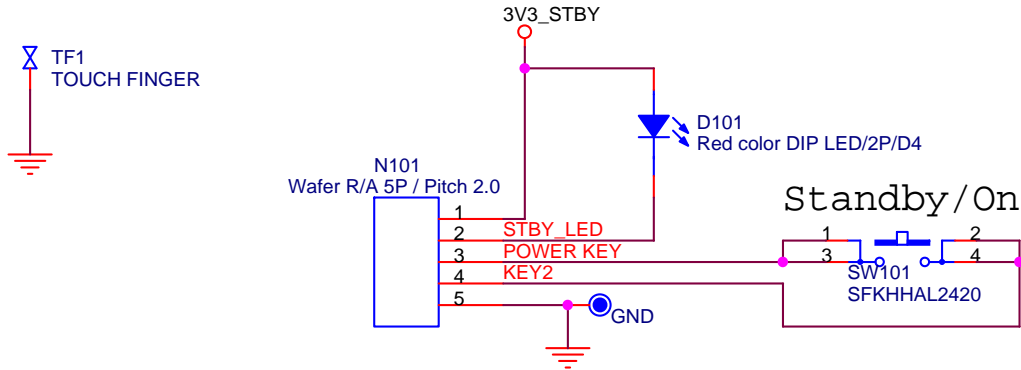 3V3_STBY
TF1
TOUCH FINGER
D101
Red color DIP LED/2P/D4
N101
Wafer R/A 5P / Pitch 2.0
Standby/On
1
STBY_LED
2
POWER KEY
3
KEY2
4
5
GND
1
2
3
4
SW101
SFKHHAL2420